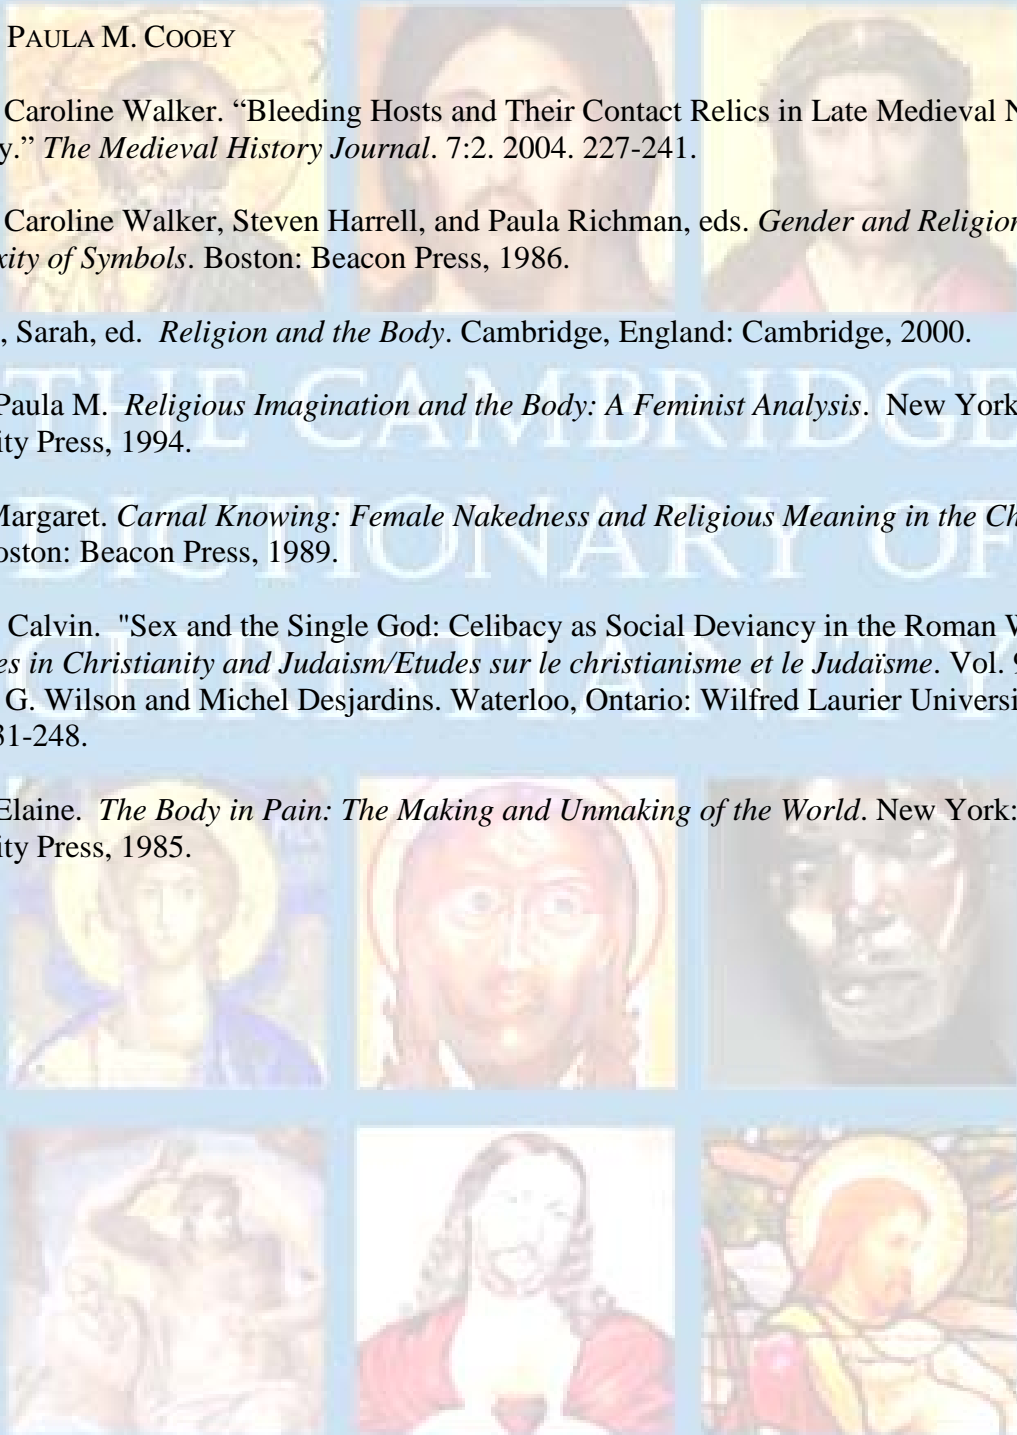 PAULA M. COOEY
Caroline Walker. “Bleeding Hosts and Their Contact Relics in Late Medieval N
y.” The Medieval History Journal. 7:2. 2004. 227-241.
Caroline Walker, Steven Harrell, and Paula Richman, eds. Gender and Religion
xity of Symbols. Boston: Beacon Press, 1986.
, Sarah, ed. Religion and the Body. Cambridge, England: Cambridge, 2000.
THE CAMBRIDGE
Paula M. Religious Imagination and the Body: A Feminist Analysis. New York
ity Press, 1994.
DICTIONARY OF
Margaret. Carnal Knowing: Female Nakedness and Religious Meaning in the Ch
oston: Beacon Press, 1989.
CHRISTIANITY
Calvin. "Sex and the Single God: Celibacy as Social Deviancy in the Roman W
es in Christianity and Judaism/Etudes sur le christianisme et le Judaïsme. Vol. 9
G. Wilson and Michel Desjardins. Waterloo, Ontario: Wilfred Laurier Universi
31-248.
Elaine. The Body in Pain: The Making and Unmaking of the World. New York:
ity Press, 1985.